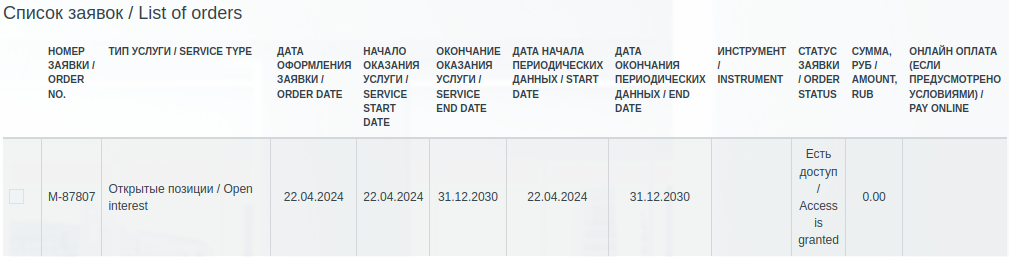 Список заявок / List of orders
НОМЕР
ЗАЯВКИ /
ORDER
NO.
ТИП УСЛУГИ / SERVICE TYPE
ДАТА
ОФОРМЛЕНИЯ
ЗАЯВКИ /
ORDER DATE
НАЧАЛО
ОКАЗАНИЯ
УСЛУГИ /
SERVICE
START
DATE
ОКОНЧАНИЕ
ОКАЗАНИЯ
УСЛУГИ /
SERVICE
END DATE
ДАТА НАЧАЛА
ПЕРИОДИЧЕСКИХ
ДАННЫХ / START
DATE
ДАТА
ОКОНЧАНИЯ
ПЕРИОДИЧЕСКИХ
ДАННЫХ / END
DATE
ИНСТРУМЕНТ
/
INSTRUMENT
СТАТУС
ЗАЯВКИ
/ ORDER
STATUS
СУММА,
РУБ /
AMOUNT,
RUB
ОНЛАЙН ОПЛАТА
(ЕСЛИ
ПРЕДУСМОТРЕНО
УСЛОВИЯМИ) /
PAY ONLINE
M-87807
Открытые позиции / Open
interest
22.04.2024
22.04.2024
31.12.2030
22.04.2024
31.12.2030
Есть
доступ
/
Access
is
granted
0.00